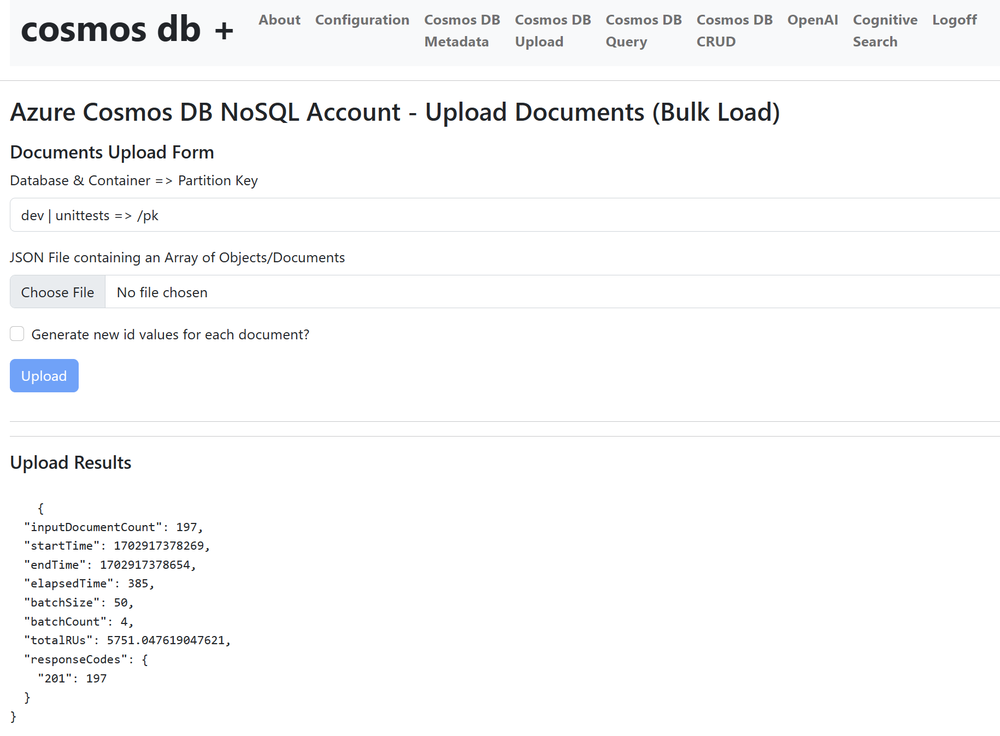 cosmos db +
About Configuration Cosmos DB Metadata Cosmos DB Upload Cosmos DB Query Cosmos DB CRUD OpenAI Cognitive Search Logoff
Azure Cosmos DB NoSQL Account - Upload Documents (Bulk Load)
Documents Upload Form
Database & Container => Partition Key
dev | unittests => /pk
JSON File containing an Array of Objects/Documents
Choose File No file chosen
Generate new id values for each document?
Upload
Upload Results
{
"inputDocumentCount": 197,
"startTime": 1702917378269,
"endTime": 1702917378654,
"elapsedTime": 385,
"batchSize": 50,
"batchCount": 4,
"totalRUs": 5751.047619047621,
"responseCodes": {
"201": 197
}
}